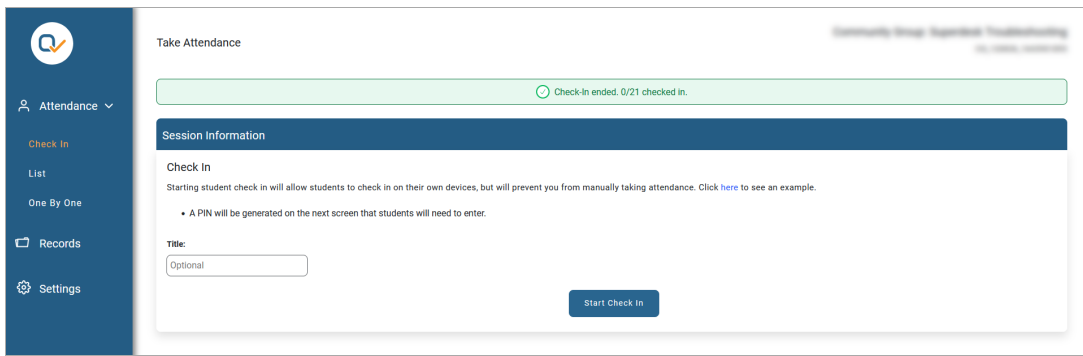 Take Attendance
Attendance
Check In
List
One By One
Records
Settings
Check-In ended. 0/21 checked in.
Session Information
Check In
Starting student check in will allow students to check in on their own devices, but will prevent you from manually taking attendance. Click here to see an example.
• A PIN will be generated on the next screen that students will need to enter.
Title:
Optional
Start Check In